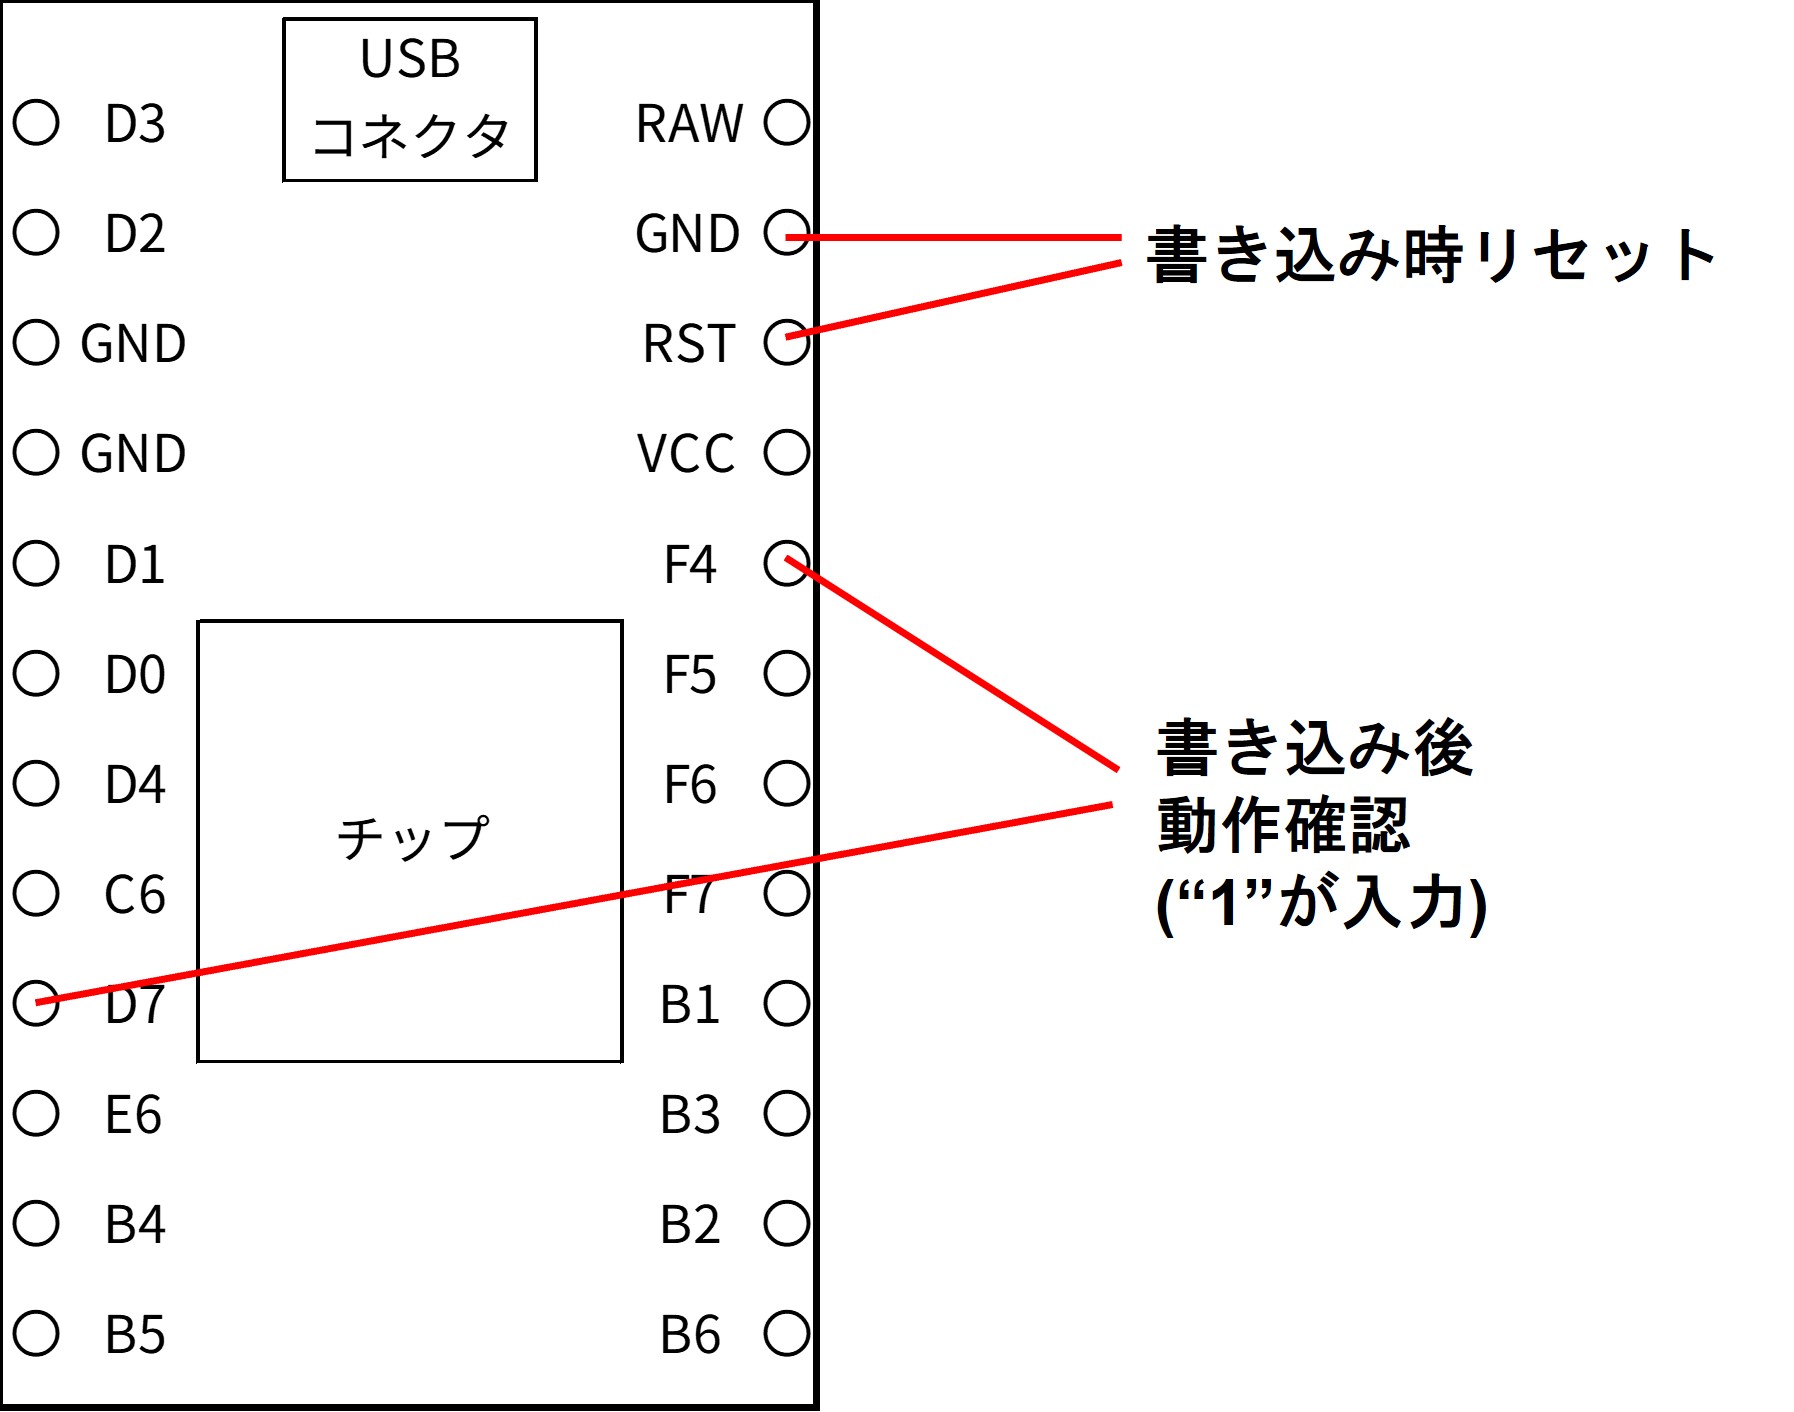 USB
コネクタ
D3
RAW
D2
GND
書き込み時リセット
GND
RST
GND
VCC
D1
F4
D0
F5
D4
F6
書き込み後
動作確認
(“1”が入力)
チップ
C6
F7
D7
B1
E6
B3
B4
B2
B5
B6